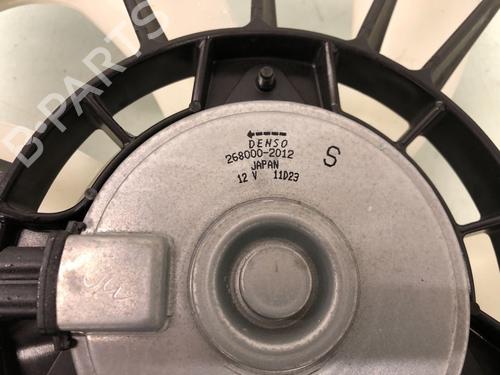 DENSO
268000-2012
JAPAN
12 V 11D23
S
B-PARTS